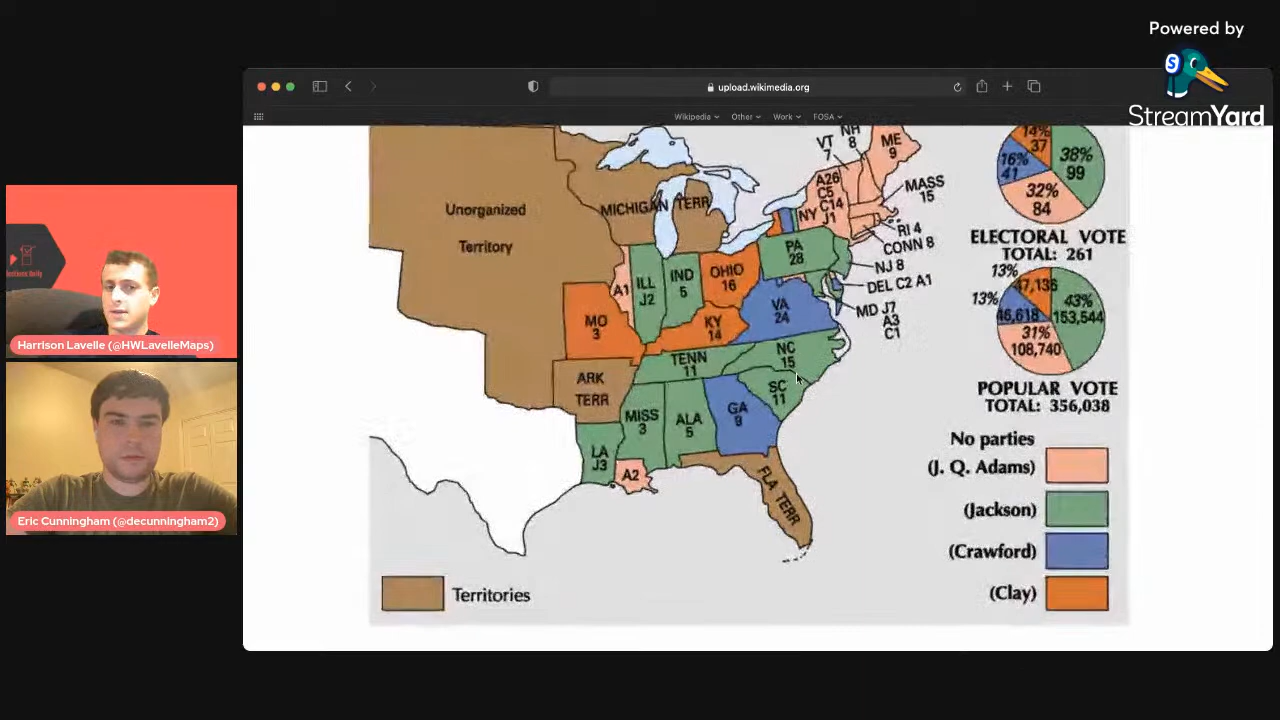 Powered by
S
StreamYard
upload.wikimedia.org
Wikipedia
Other
Work
FOSA
Harrison Lavelle (@HWLavelleMaps)
Eric Cunningham (@decunningham2)
Unorganized
Territory
MICHIGAN TERR
VT
7
NH
8
ME
9
A26
C5
C14
J1
NY
MASS
15
RI 4
CONN 8
NJ 8
DEL C2 A1
MD J7
A3
C1
PA
28
OHIO
16
IND
5
ILL
J2
A1
MO
3
KY
14
VA
24
TENN
11
NC
15
SC
11
ARK
TERR
MISS
3
ALA
5
GA
9
LA
J3
A2
FLA TERR
Territories
14%
37
16%
41
38%
99
32%
84
ELECTORAL VOTE
TOTAL: 261
13%
47,136
13%
46,618
43%
153,544
31%
108,740
POPULAR VOTE
TOTAL: 356,038
No parties
(J. Q. Adams)
(Jackson)
(Crawford)
(Clay)